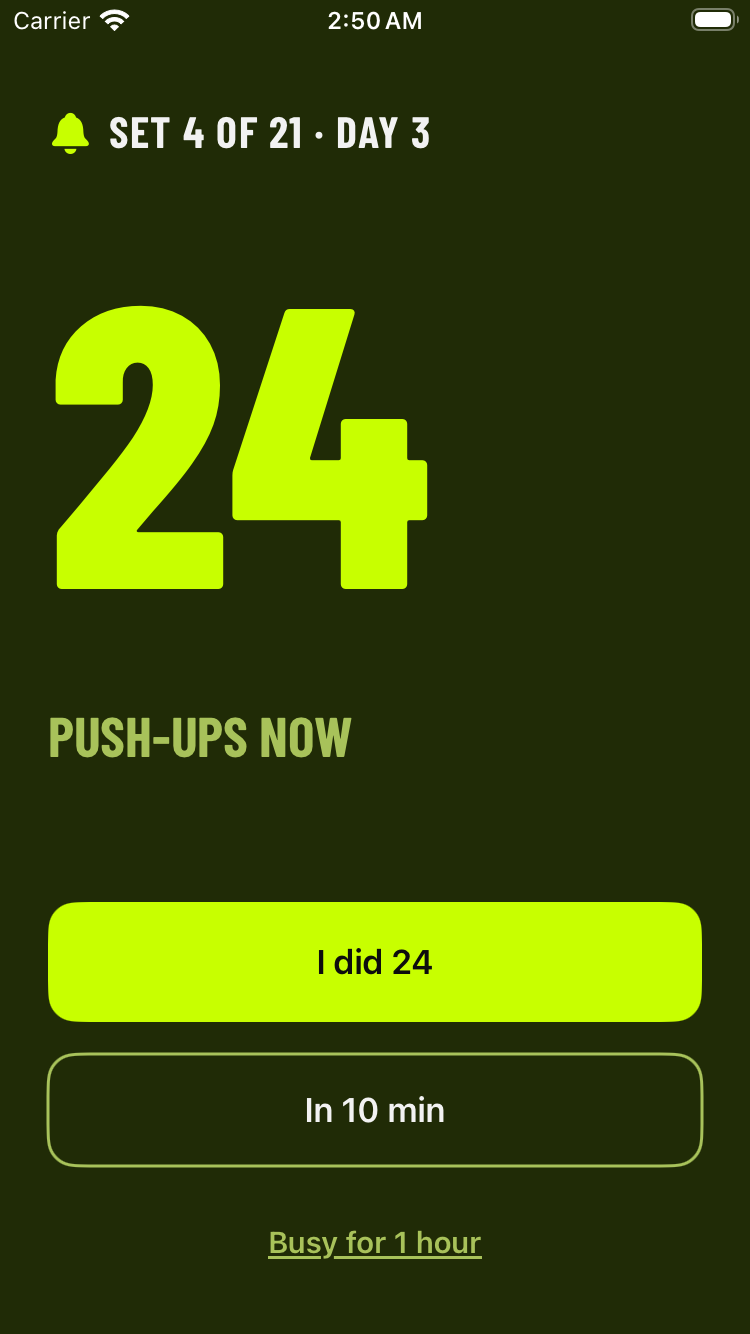 Carrier 2:50 AM
SET 4 OF 21 · DAY 3
24
PUSH-UPS NOW
I did 24
In 10 min
Busy for 1 hour